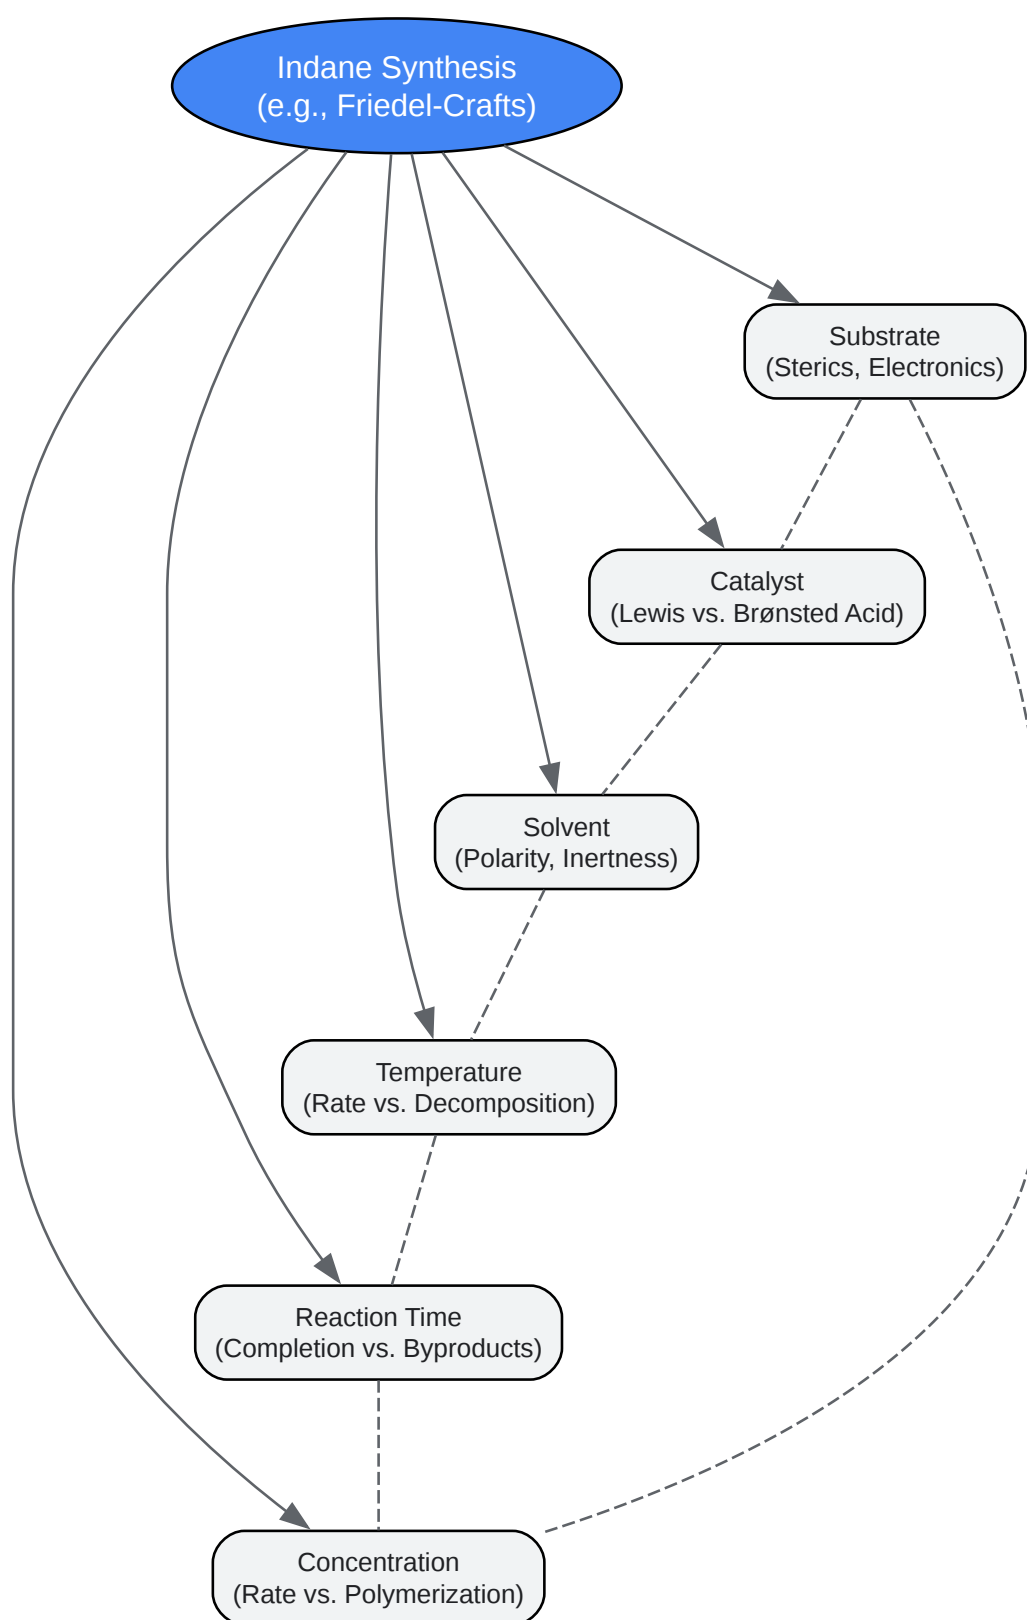 Indane Synthesis
(e.g., Friedel-Crafts)
Substrate
(Sterics, Electronics)
Catalyst
(Lewis vs. Brønsted Acid)
Solvent
(Polarity, Inertness)
Temperature
(Rate vs. Decomposition)
Reaction Time
(Completion vs. Byproducts)
Concentration
(Rate vs. Polymerization)